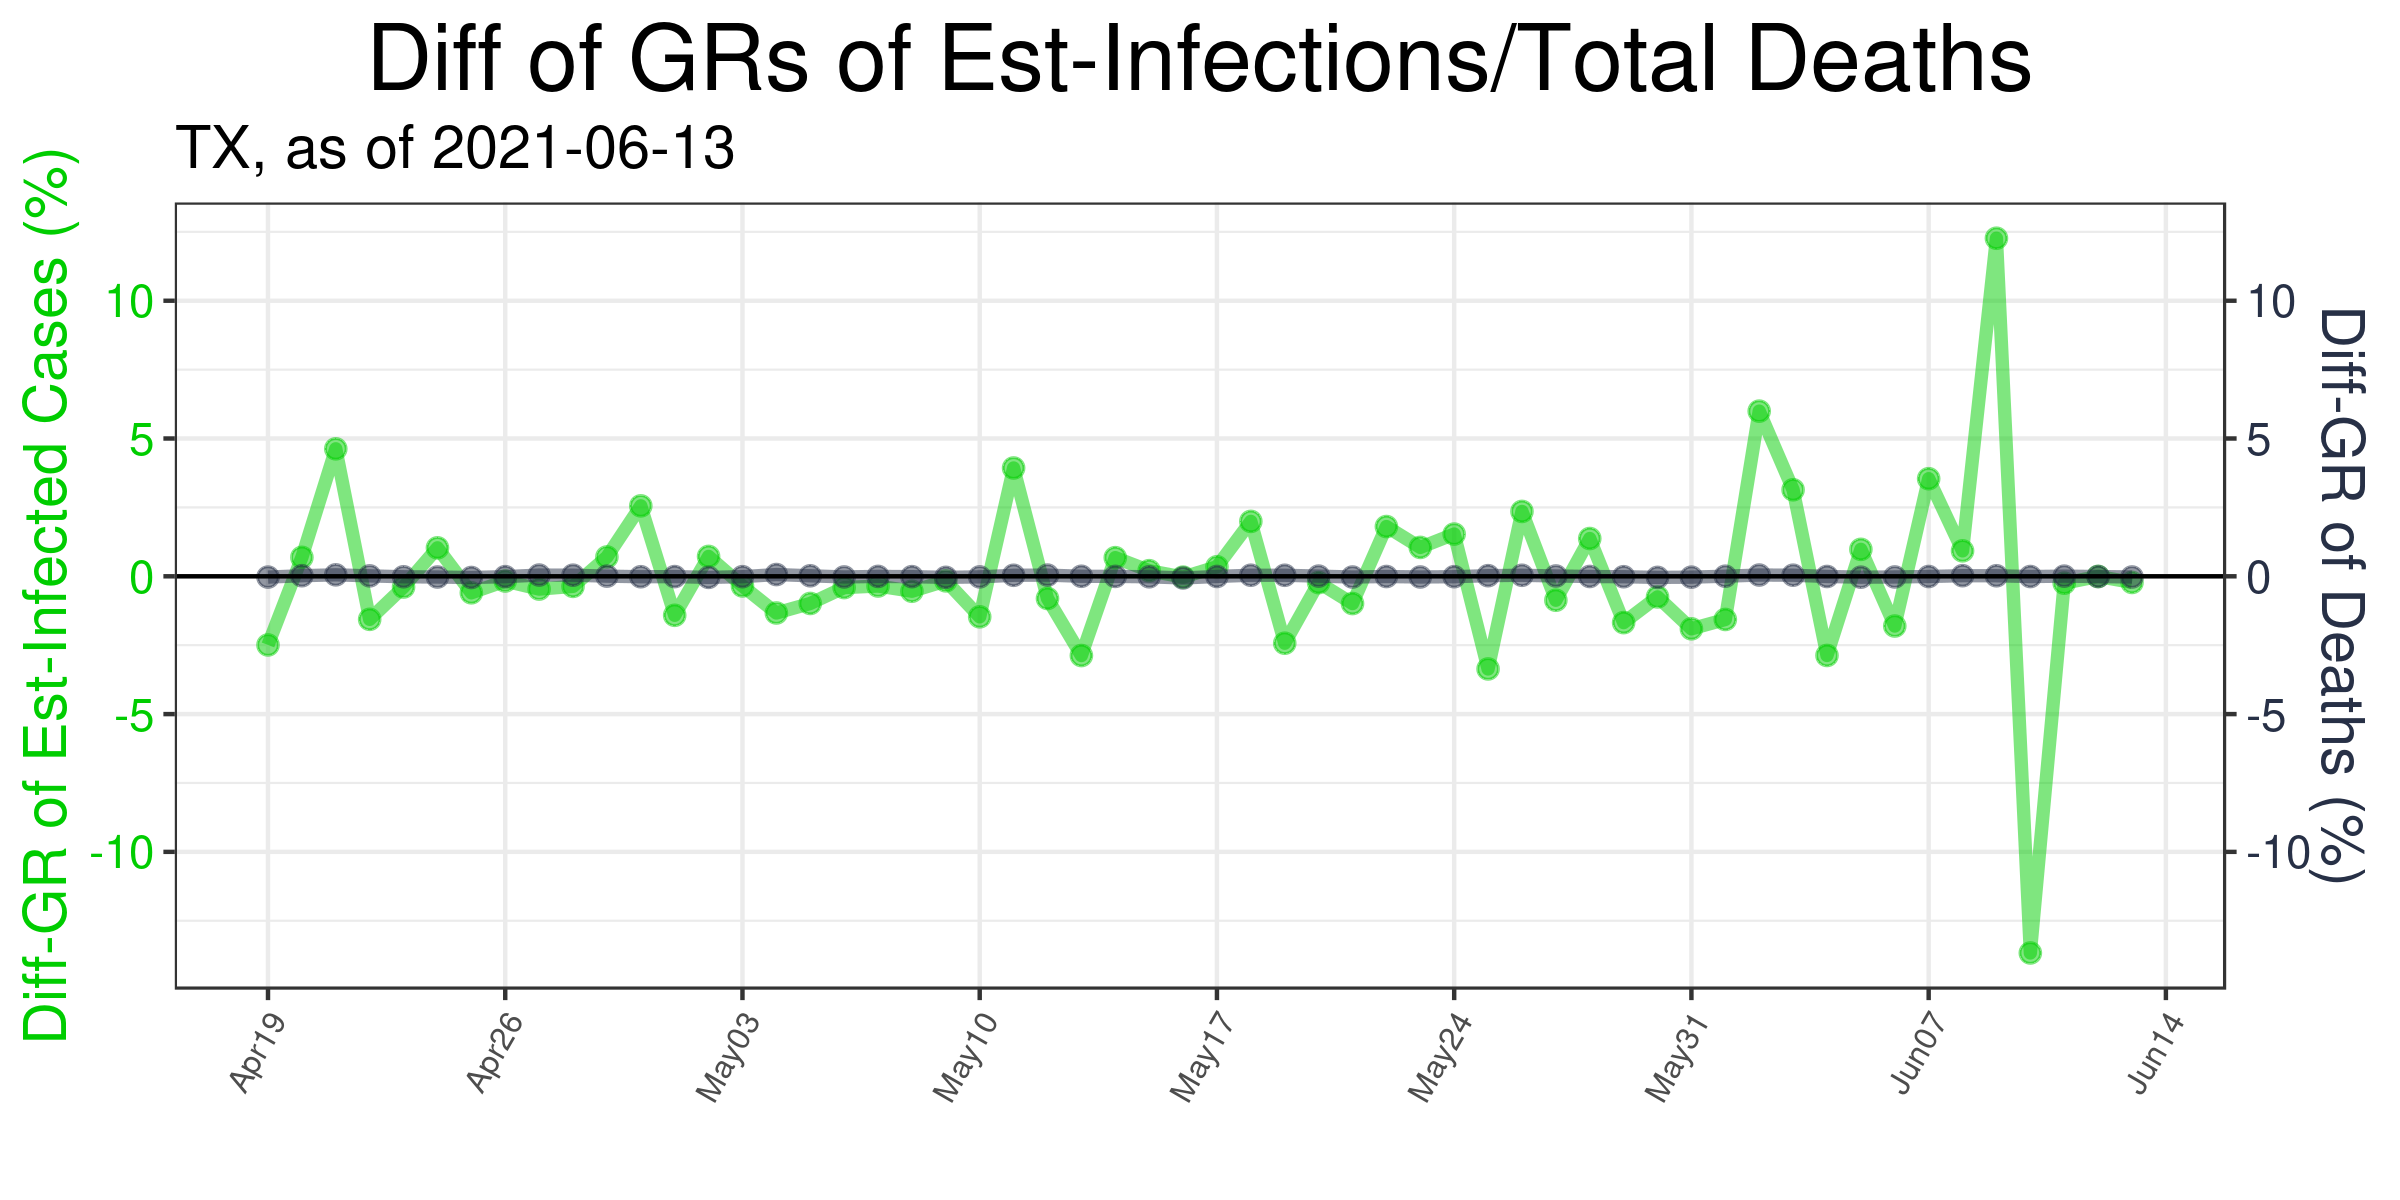 Diff of GRs of Est-Infections/Total Deaths
TX, as of 2021-06-13
Diff-GR of Est-Infected Cases (%)
10
5
0
-5
-10
10
5
0
-5
-10
Diff-GR of Deaths (%)
Apr19
Apr26
May03
May10
May17
May24
May31
Jun07
Jun14